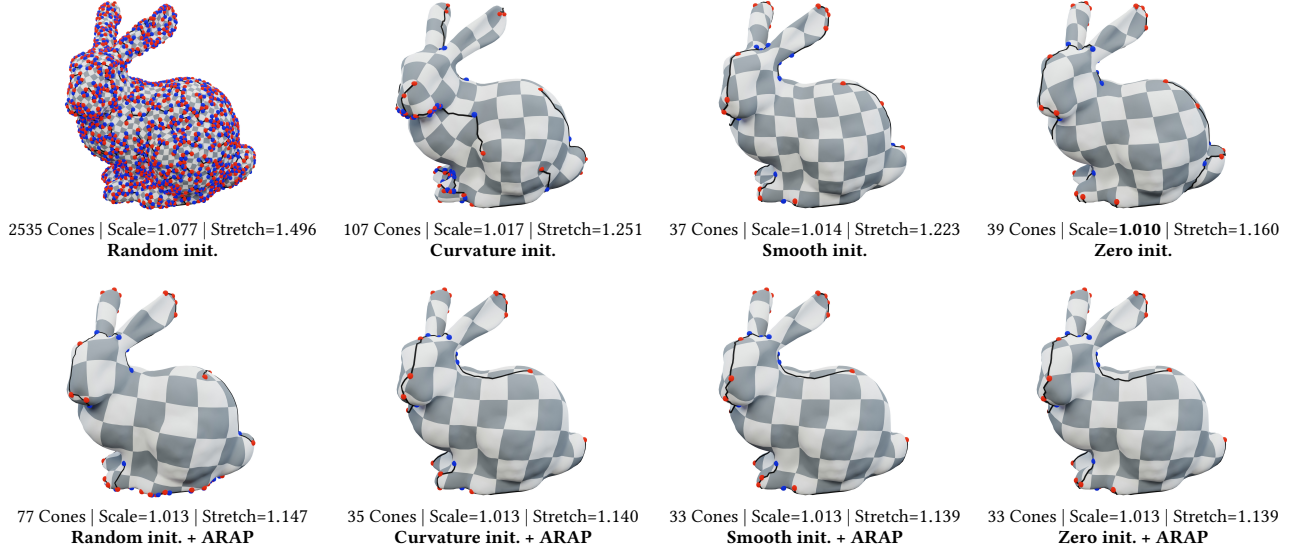 2535 Cones | Scale=1.077 | Stretch=1.496
Random init.
107 Cones | Scale=1.017 | Stretch=1.251
Curvature init.
37 Cones | Scale=1.014 | Stretch=1.223
Smooth init.
39 Cones | Scale=1.010 | Stretch=1.160
Zero init.
77 Cones | Scale=1.013 | Stretch=1.147
Random init. + ARAP
35 Cones | Scale=1.013 | Stretch=1.140
Curvature init. + ARAP
33 Cones | Scale=1.013 | Stretch=1.139
Smooth init. + ARAP
33 Cones | Scale=1.013 | Stretch=1.139
Zero init. + ARAP